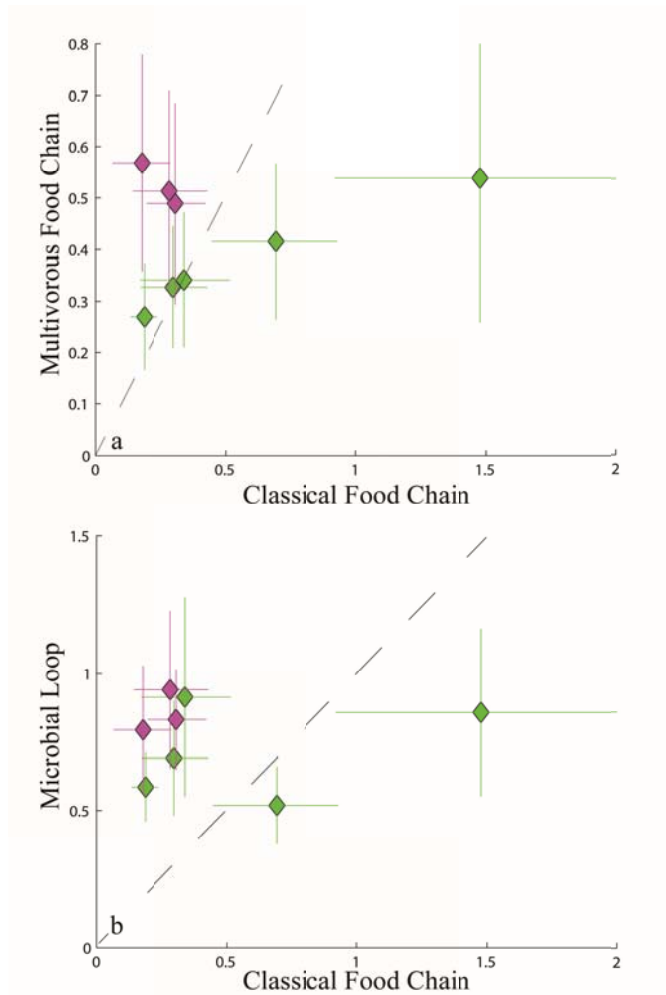 0.8
0.7
0.6
0.5
0.4
0.3
0.2
0.1
0
Multivorous Food Chain
a
0 0.5 1 1.5 2
Classical Food Chain
1.5
1
0.5
0
Microbial Loop
b
0 0.5 1 1.5 2
Classical Food Chain